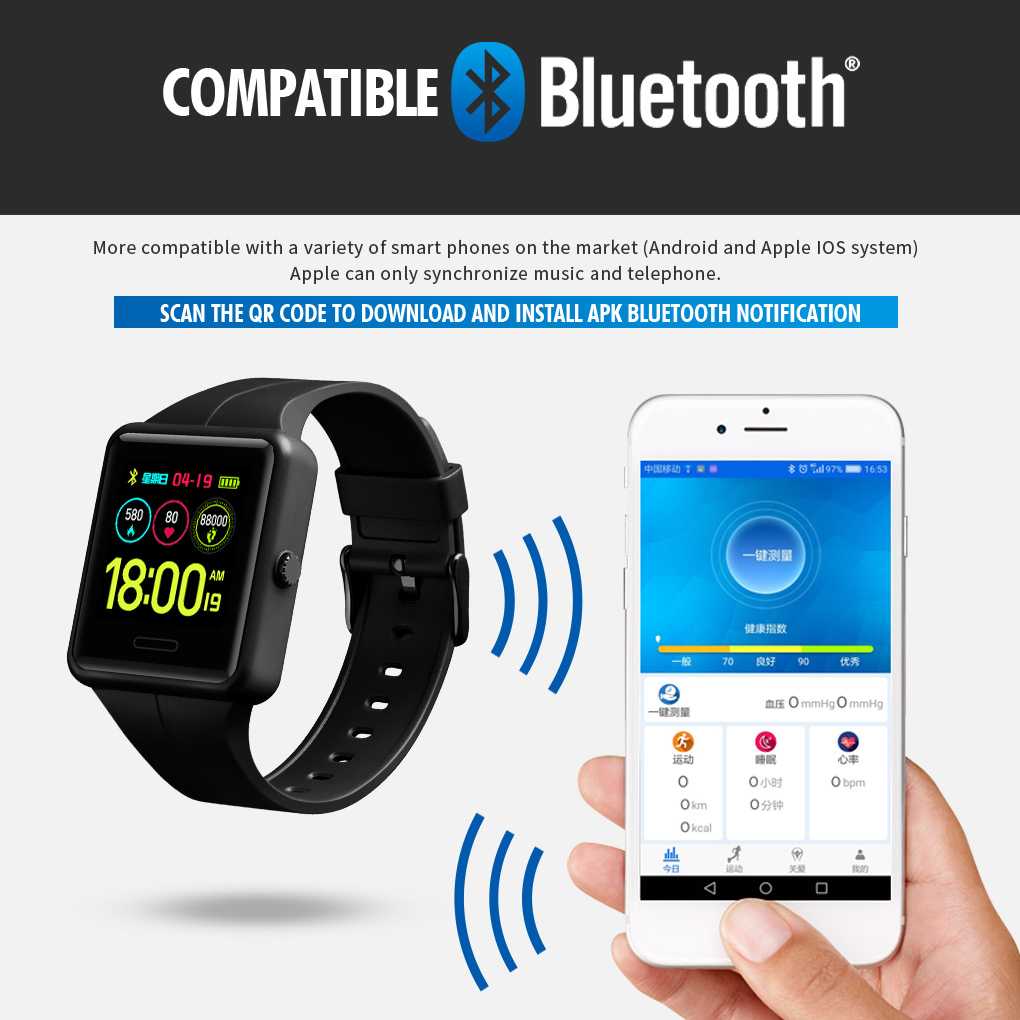 COMPATIBLE Bluetooth®
More compatible with a variety of smart phones on the market (Android and Apple IOS system)
Apple can only synchronize music and telephone.
SCAN THE QR CODE TO DOWNLOAD AND INSTALL APK BLUETOOTH NOTIFICATION
星期日 04-19
580 80 88000
18:00 AM 19
中国移动 97% 16:53
一键测量
健康指数
一般 70 良好 90 优秀
一键测量 血压 0 mmHg 0 mmHg
运动 睡眠 心率
0 0 小时 0 bpm
0 km 0 分钟
0 kcal
今日 运动 关爱 我的